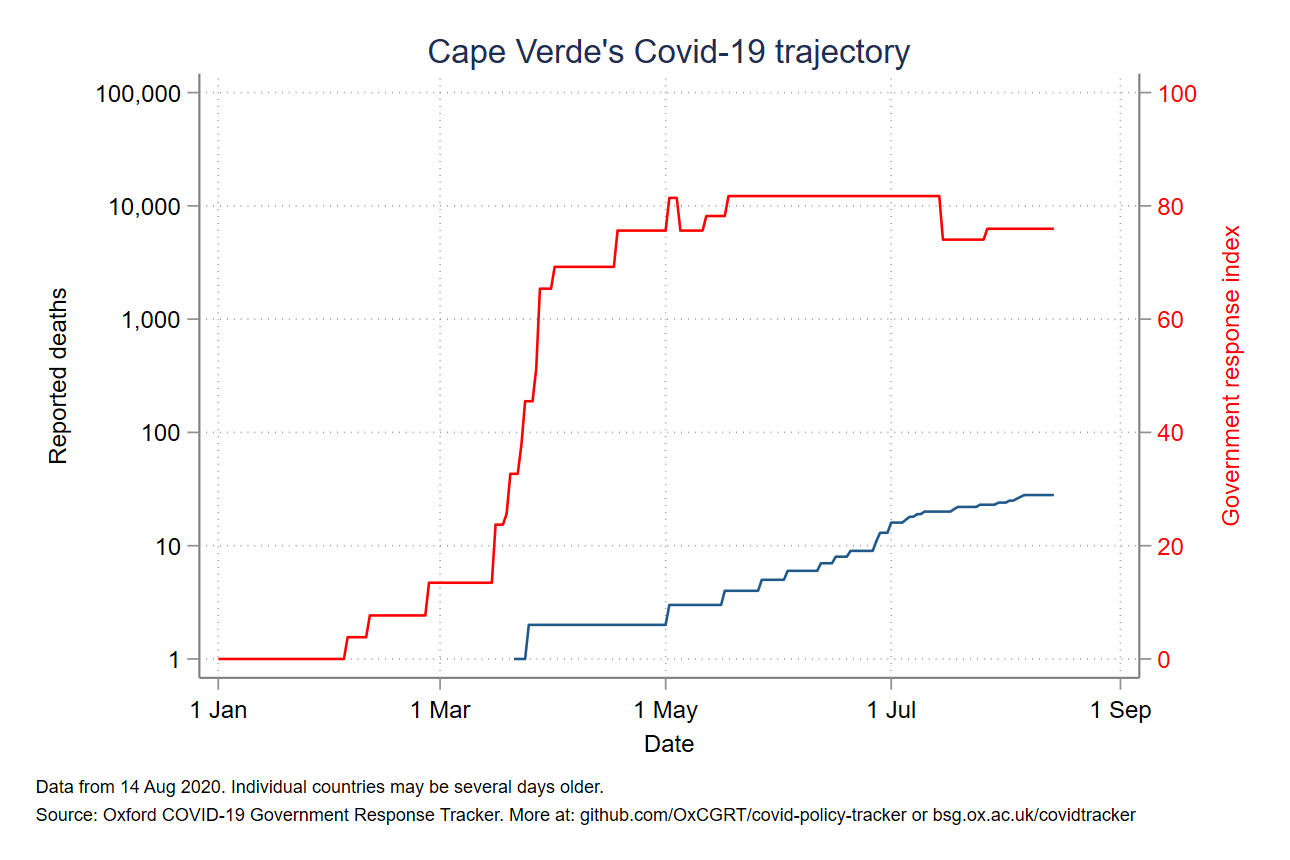 Cape Verde's Covid-19 trajectory
100,000
10,000
1,000
100
10
1
Reported deaths
100
80
60
40
20
0
Government response index
1 Jan
1 Mar
1 May
1 Jul
1 Sep
Date
Data from 14 Aug 2020. Individual countries may be several days older.
Source: Oxford COVID-19 Government Response Tracker. More at: github.com/OxCGRT/covid-policy-tracker or bsg.ox.ac.uk/covidtracker